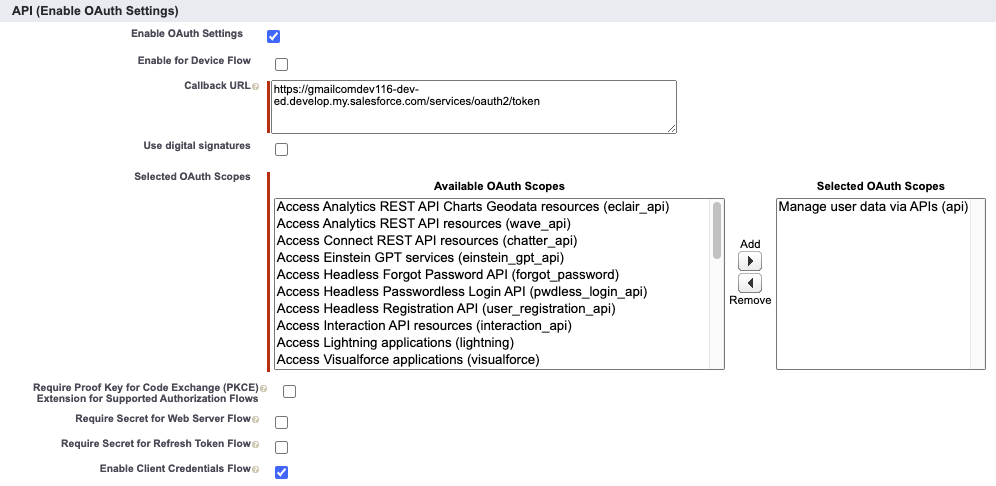 API (Enable OAuth Settings)
Enable OAuth Settings
Enable for Device Flow
Callback URL
https://gmailcomdev116-dev-
ed.develop.my.salesforce.com/services/oauth2/token
Use digital signatures
Selected OAuth Scopes
Available OAuth Scopes
Access Analytics REST API Charts Geodata resources (eclair_api)
Access Analytics REST API resources (wave_api)
Access Connect REST API resources (chatter_api)
Access Einstein GPT services (einstein_gpt_api)
Access Headless Forgot Password API (forgot_password)
Access Headless Passwordless Login API (pwdless_login_api)
Access Headless Registration API (user_registration_api)
Access Interaction API resources (interaction_api)
Access Lightning applications (lightning)
Access Visualforce applications (visualforce)
Add
Remove
Selected OAuth Scopes
Manage user data via APIs (api)
Require Proof Key for Code Exchange (PKCE)
Extension for Supported Authorization Flows
Require Secret for Web Server Flow
Require Secret for Refresh Token Flow
Enable Client Credentials Flow